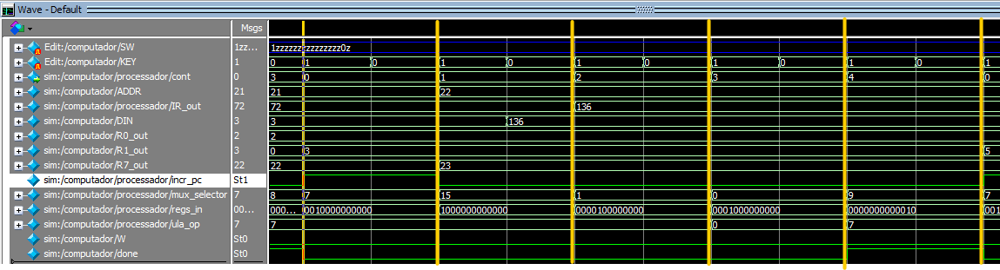 Wave - Default
Msgs
Edit:/computador/SW 1zz... 1zzzzzzzzzzzzzzz0z
Edit:/computador/KEY 1 0 1 0 1 0 1 0 1 0 1 0 1
sim:/computador/processador/cont 0 3 0 1 2 3 4 0
sim:/computador/ADDR 21 21 22
sim:/computador/processador/IR_out 72 72 136
sim:/computador/DIN 3 3 136
sim:/computador/R0_out 2 2
sim:/computador/R1_out 3 0 3 5
sim:/computador/R7_out 22 22 23
sim:/computador/processador/incr_pc St1
sim:/computador/processador/mux_selector 7 8 7 15 1 0 9 7
sim:/computador/processador/regs_in 00... 000... 0010000000000 1000000000000 0000100000000 0001000000000 0000000000010 001
sim:/computador/processador/ula_op 7 7 0 7
sim:/computador/W St0
sim:/computador/done St0